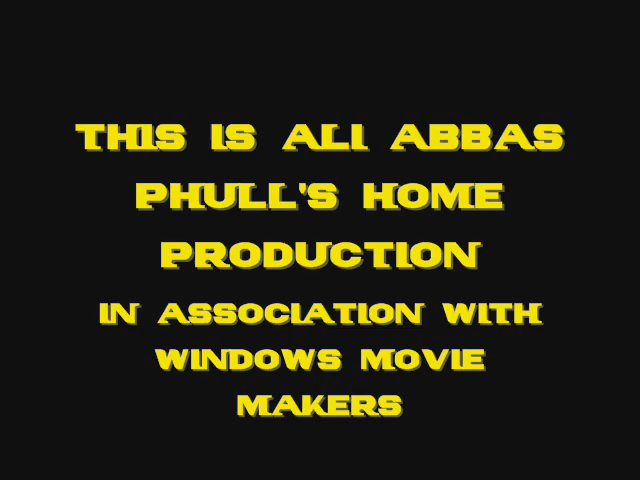 THIS IS ALI ABBAS
PHULL'S HOME
PRODUCTION
IN ASSOCIATION WITH
WINDOWS MOVIE
MAKERS